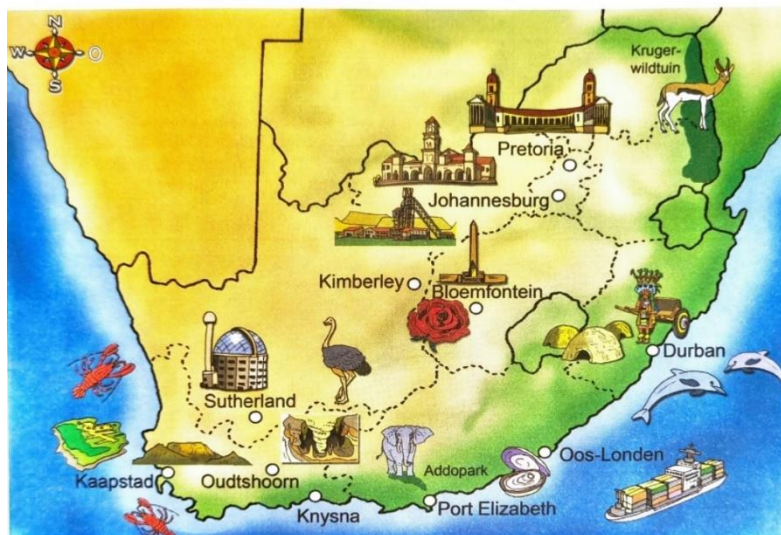 N
W
O
S
Kruger-
wildtuin
Pretoria
Johannesburg
Kimberley
Bloemfontein
Durban
Sutherland
Oos-Londen
Addopark
Kaapstad
Oudtshoorn
Knysna
Port Elizabeth